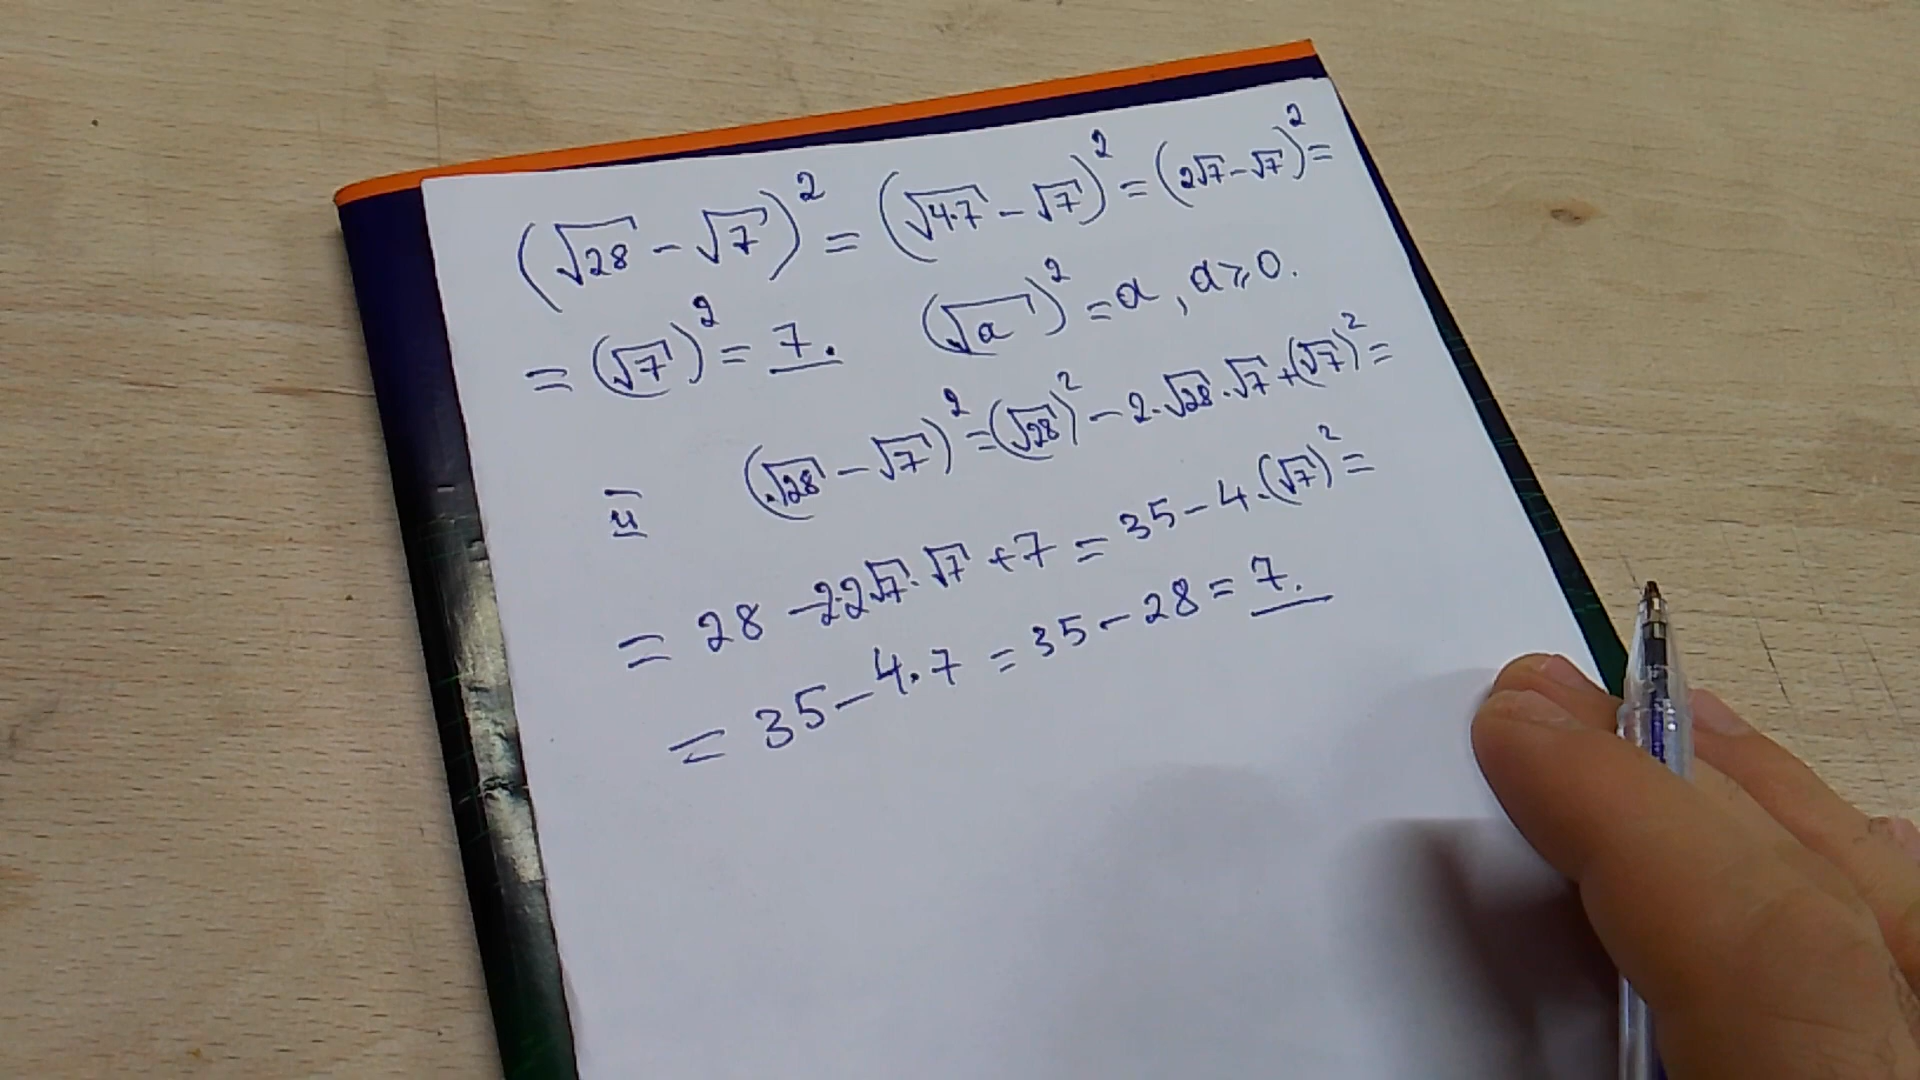 (√28 − √7)² = (√4·7 − √7)² = (2√7 − √7)² =
= (√7)² = 7. (√a)² = a, a ⩾ 0.
(√28 − √7)² = (√28)² − 2·√28·√7 + (√7)² =
= 28 − 2·2√7·√7 + 7 = 35 − 4·(√7)² =
= 35 − 4·7 = 35 − 28 = 7.